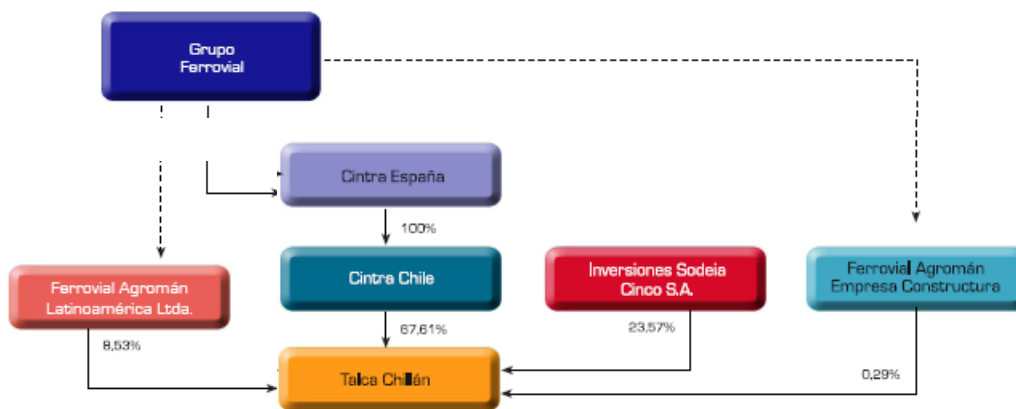 Grupo
Ferrovial
Cintra España
100%
Cintra Chile
Inversiones Sodeia
Cinco S.A.
Ferrovial Agromán
Empresa Constructura
Ferrovial Agromán
Latinoamérica Ltda.
8,53%
67,61%
23,57%
0,29%
Talca Chillán